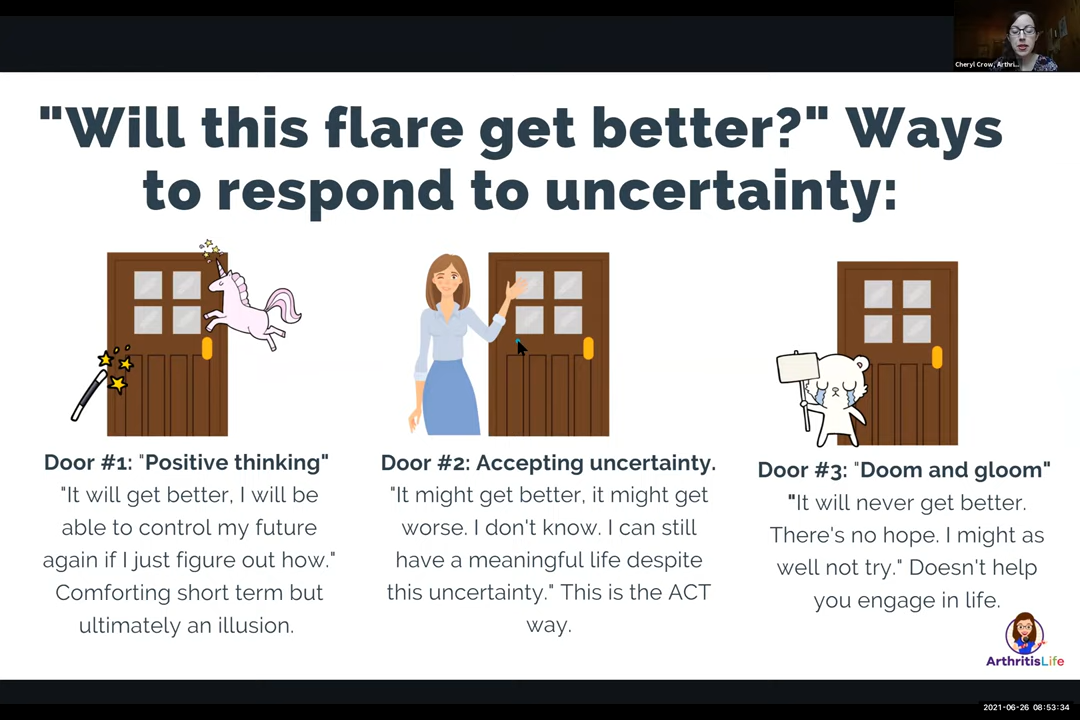 Cheryl Crow, Arthri...
"Will this flare get better?" Ways
to respond to uncertainty:
Door #1: "Positive thinking"
"It will get better, I will be
able to control my future
again if I just figure out how."
Comforting short term but
ultimately an illusion.
Door #2: Accepting uncertainty.
"It might get better, it might get
worse. I don't know. I can still
have a meaningful life despite
this uncertainty." This is the ACT
way.
Door #3: "Doom and gloom"
"It will never get better.
There's no hope. I might as
well not try." Doesn't help
you engage in life.
ArthritisLife
2021-06-26 08:53:34